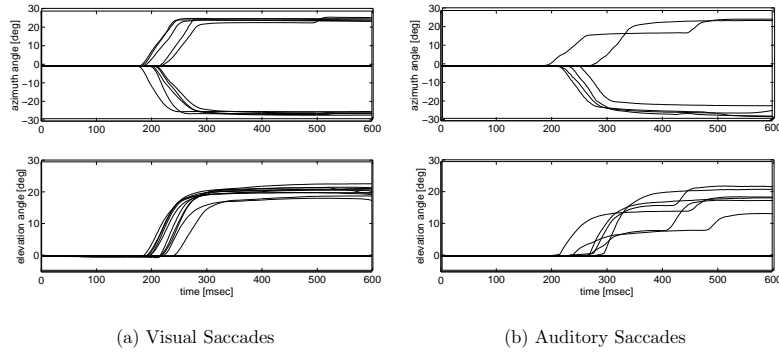 30
20
10
0
−10
−20
−30
azimuth angle [deg]
0 100 200 300 400 500 600
30
20
10
0
elevation angle [deg]
0 100 200 300 400 500 600
time [msec]
(a) Visual Saccades
30
20
10
0
−10
−20
−30
azimuth angle [deg]
0 100 200 300 400 500 600
30
20
10
0
elevation angle [deg]
0 100 200 300 400 500 600
time [msec]
(b) Auditory Saccades